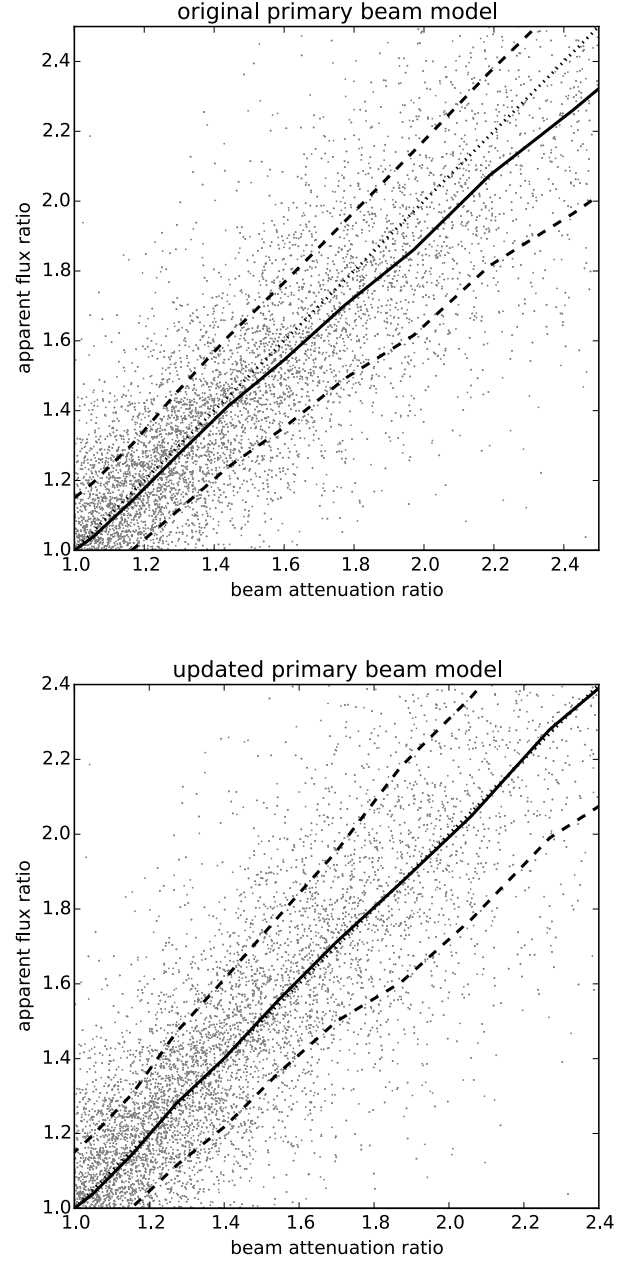 original primary beam model
2.4
2.2
2.0
1.8
1.6
1.4
1.2
1.0
apparent flux ratio
1.0 1.2 1.4 1.6 1.8 2.0 2.2 2.4
beam attenuation ratio
updated primary beam model
2.4
2.2
2.0
1.8
1.6
1.4
1.2
1.0
apparent flux ratio
1.0 1.2 1.4 1.6 1.8 2.0 2.2 2.4
beam attenuation ratio